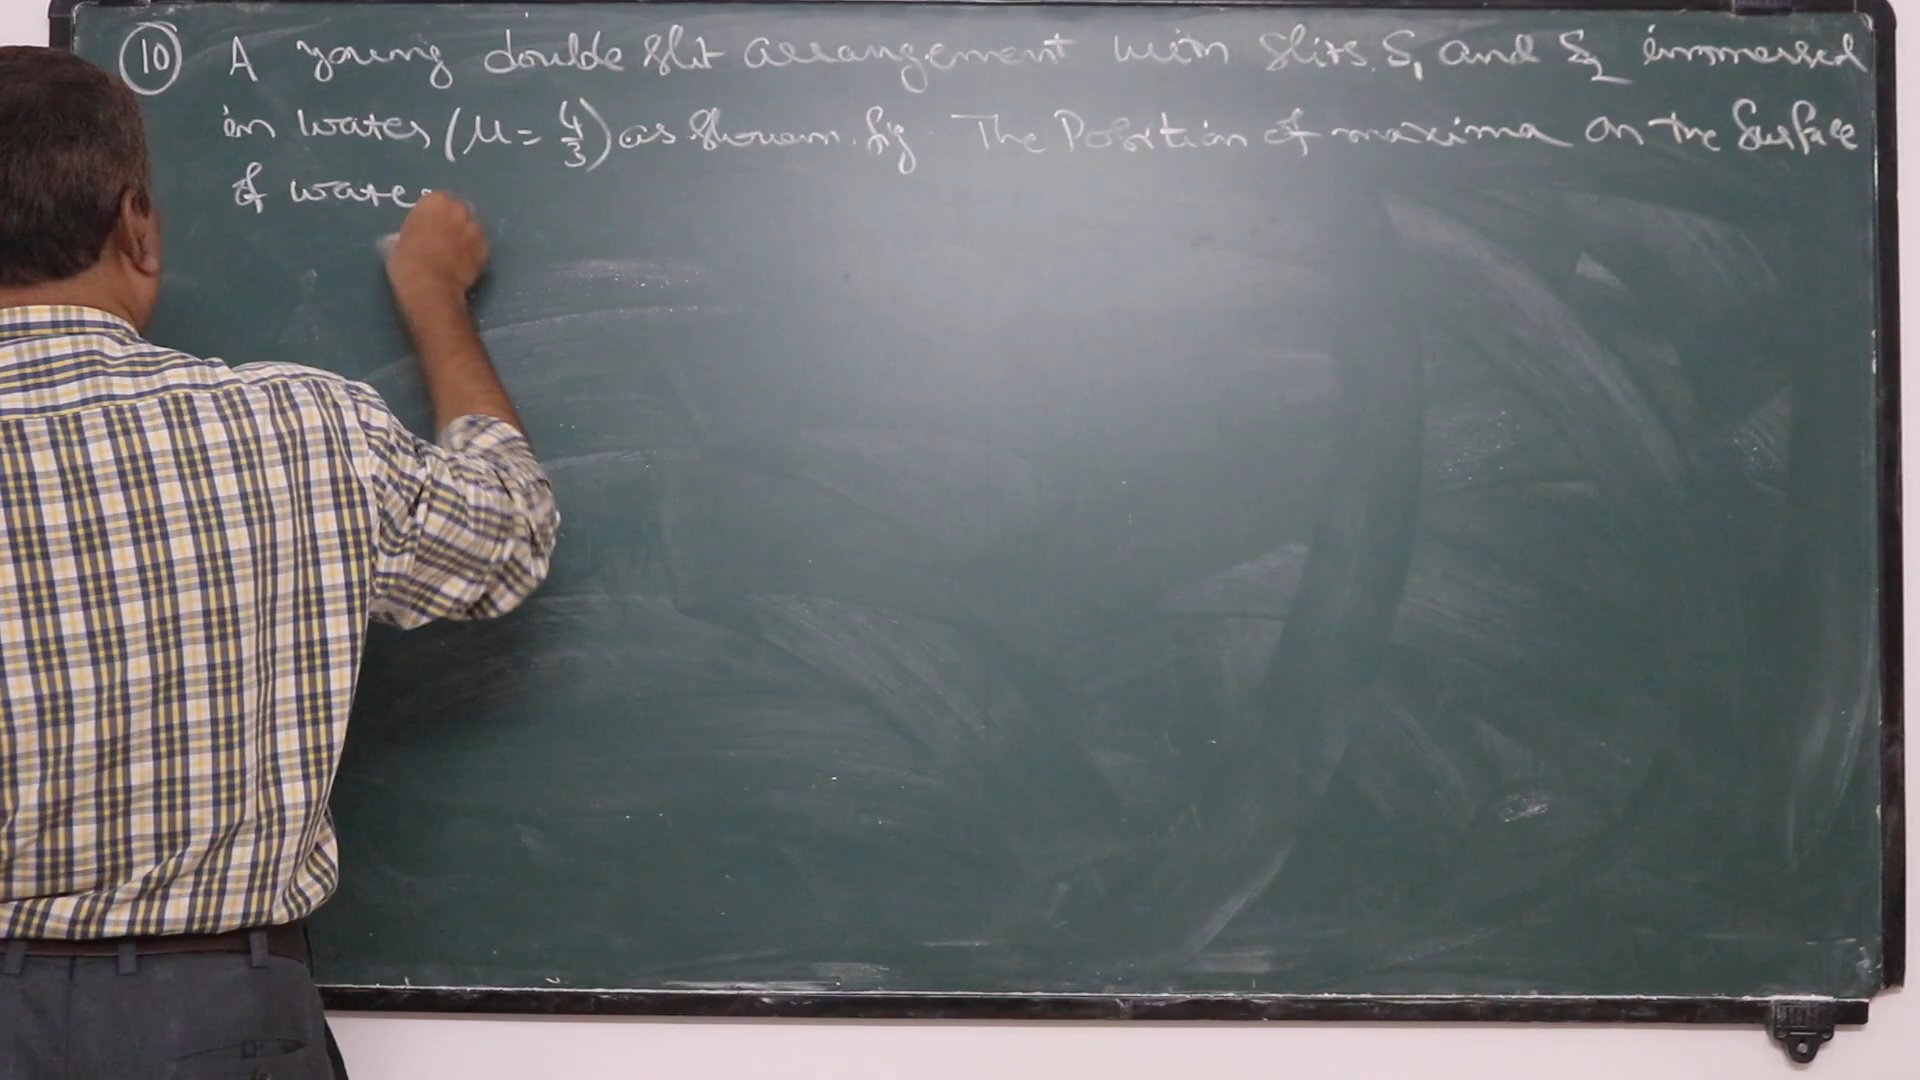 10 A young double slit arrangement with slits S1 and S2 immersed
in water (μ = 4/3) as shown. fig. The Position of maxima on the Surface
of water